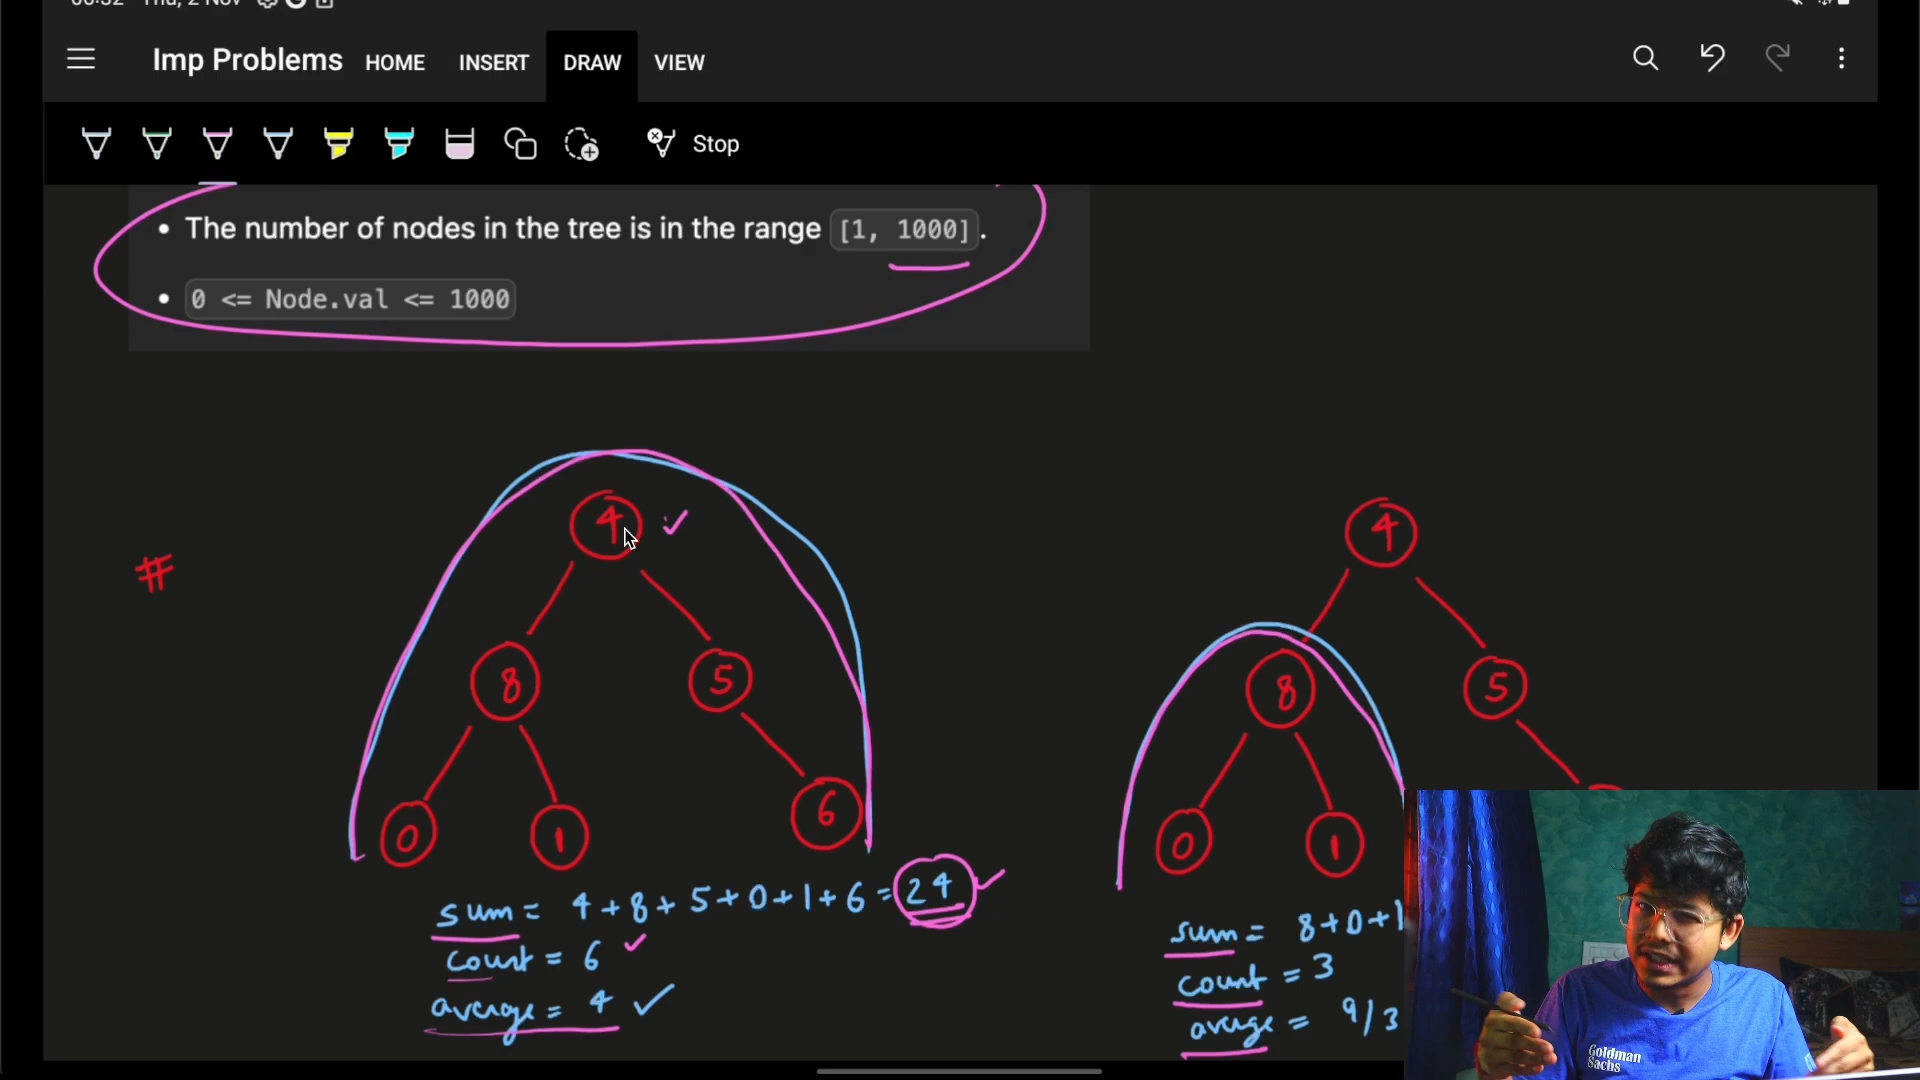 Thu, 2 Nov
Imp Problems HOME INSERT DRAW VIEW
Stop
• The number of nodes in the tree is in the range [1, 1000].
• 0 <= Node.val <= 1000
#
4
8 5
0 1 6
sum = 4+8+5+0+1+6 = 24
count = 6
average = 4
4
8 5
0 1
sum = 8+0+1
count = 3
average = 9/3
Goldman
Sachs